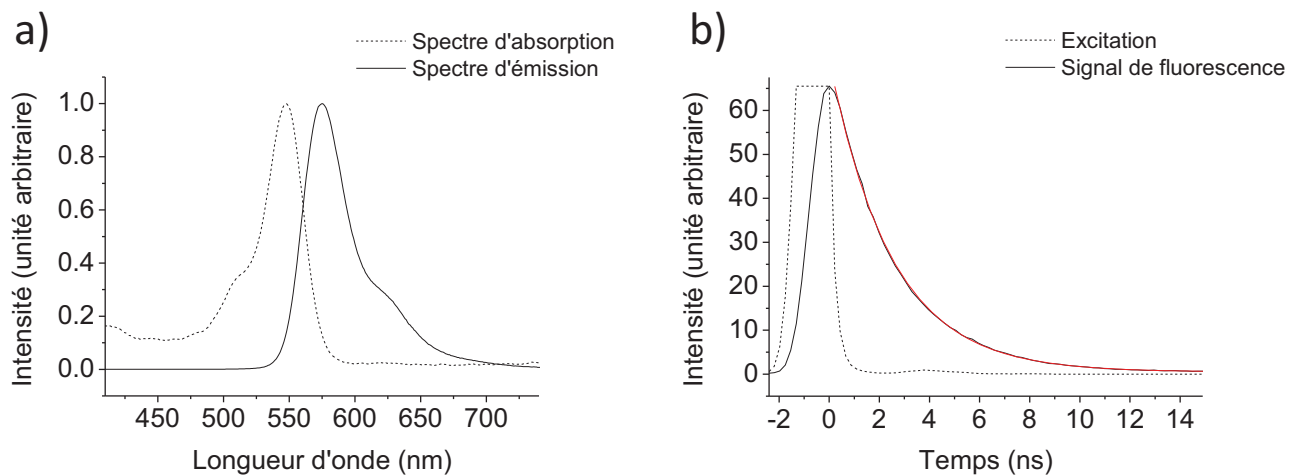 a)
Spectre d'absorption
Spectre d'émission
Intensité (unité arbitraire)
1.0
0.8
0.6
0.4
0.2
0.0
450 500 550 600 650 700
Longueur d'onde (nm)
b)
Excitation
Signal de fluorescence
Intensité (unité arbitraire)
60
50
40
30
20
10
0
-2 0 2 4 6 8 10 12 14
Temps (ns)